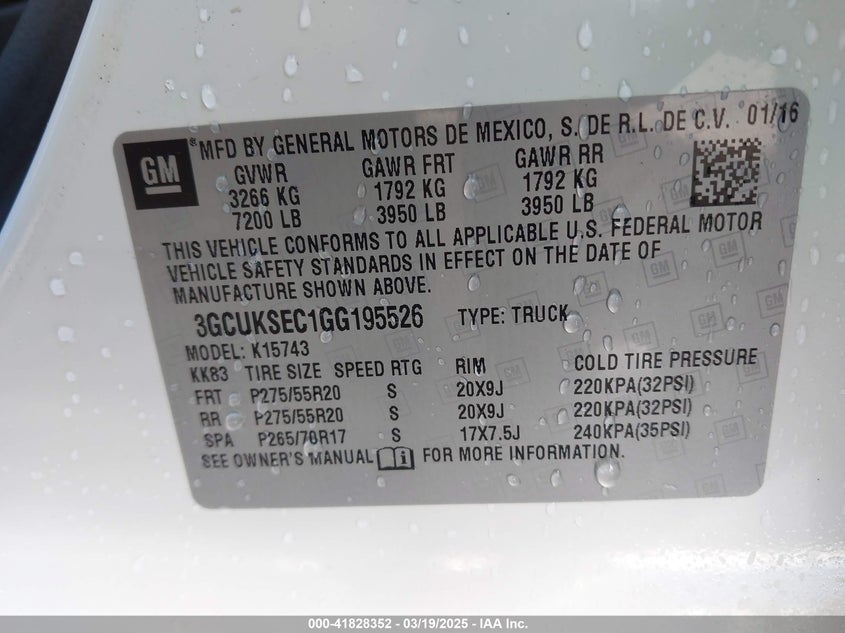 GM ®MFD BY GENERAL MOTORS DE MEXICO, S. DE R.L. DE C.V. 01/16
GVWR GAWR FRT GAWR RR
3266 KG 1792 KG 1792 KG
7200 LB 3950 LB 3950 LB
THIS VEHICLE CONFORMS TO ALL APPLICABLE U.S. FEDERAL MOTOR
VEHICLE SAFETY STANDARDS IN EFFECT ON THE DATE OF
MANUFACTURE SHOWN ABOVE.
3GCUKSEC1GG195526 TYPE: TRUCK
MODEL: K15743
KK83 TIRE SIZE SPEED RTG RIM COLD TIRE PRESSURE
FRT P275/55R20 S 20X9J 220KPA(32PSI)
RR P275/55R20 S 20X9J 220KPA(32PSI)
SPA P265/70R17 S 17X7.5J 240KPA(35PSI)
SEE OWNER'S MANUAL FOR MORE INFORMATION.
000-41828352 — 03/19/2025 — IAA Inc.